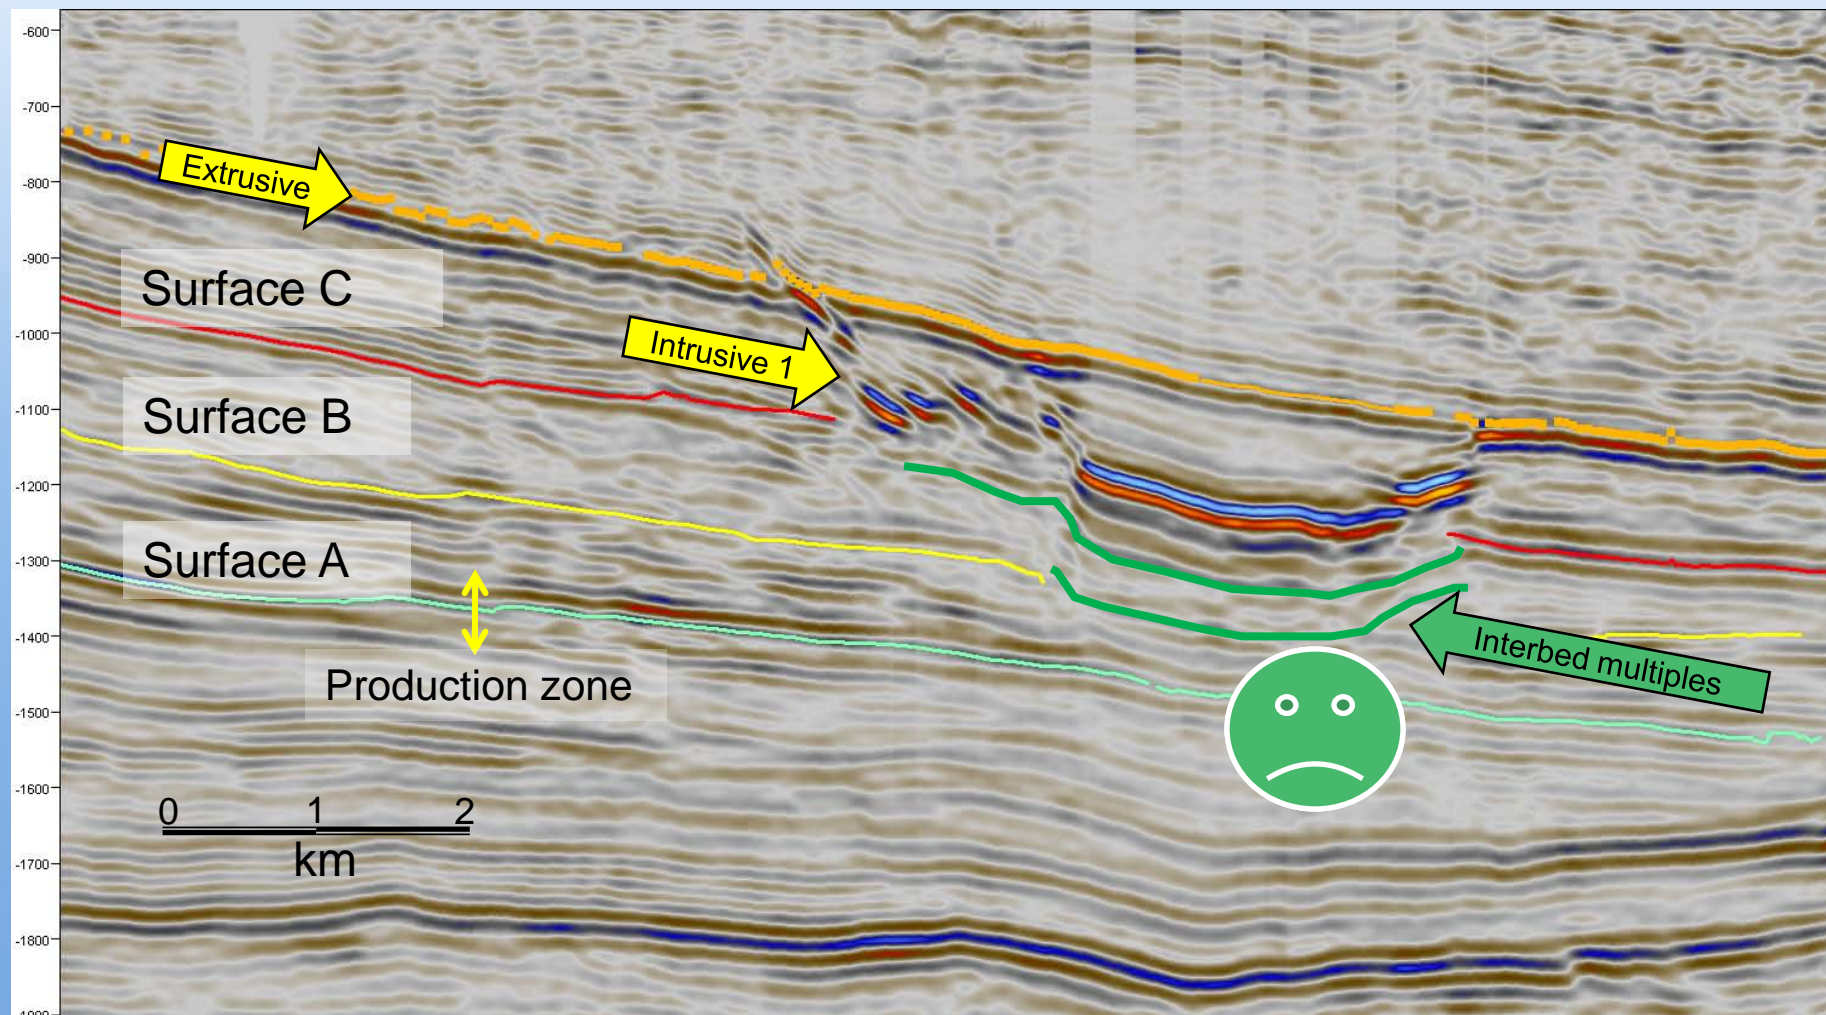 -600
-700
-800
-900
-1000
-1100
-1200
-1300
-1400
-1500
-1600
-1700
-1800
Extrusive
Surface C
Intrusive 1
Surface B
Surface A
Production zone
Interbed multiples
0 1 2
km